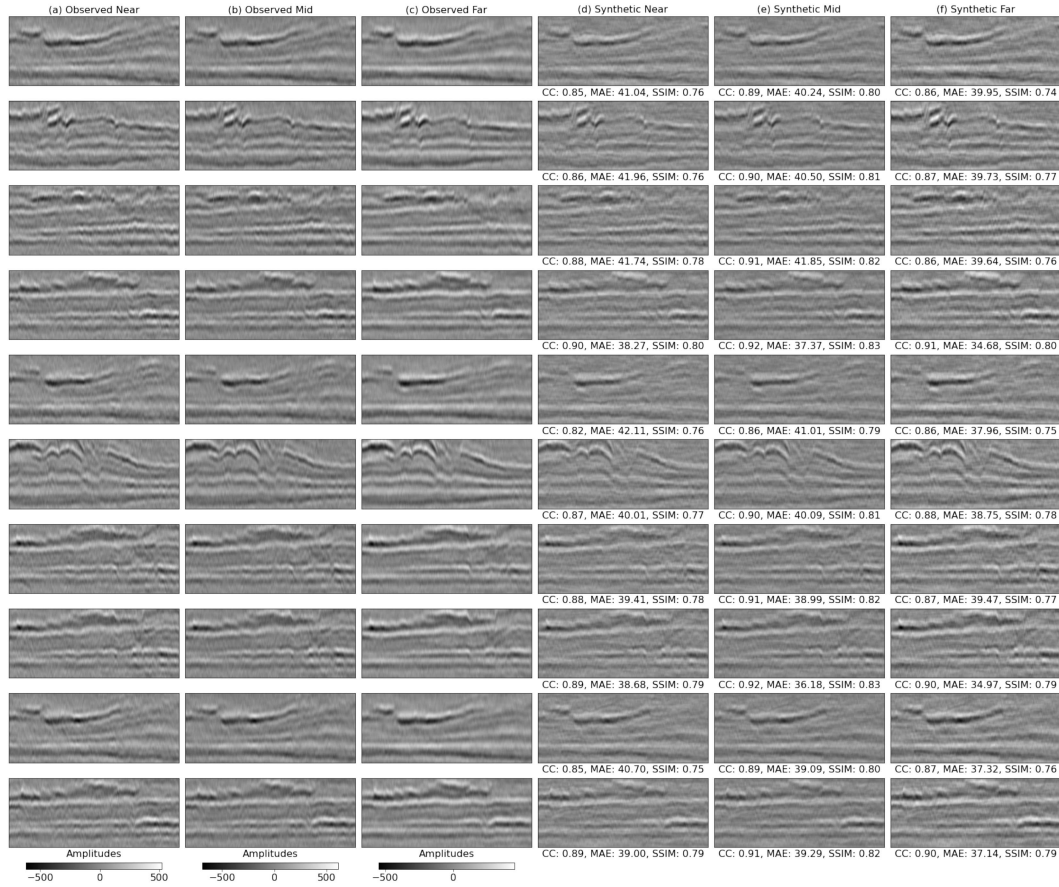 (a) Observed Near (b) Observed Mid (c) Observed Far (d) Synthetic Near (e) Synthetic Mid (f) Synthetic Far
CC: 0.85, MAE: 41.04, SSIM: 0.76 CC: 0.89, MAE: 40.24, SSIM: 0.80 CC: 0.86, MAE: 39.95, SSIM: 0.74
CC: 0.86, MAE: 41.96, SSIM: 0.76 CC: 0.90, MAE: 40.50, SSIM: 0.81 CC: 0.87, MAE: 39.73, SSIM: 0.77
CC: 0.88, MAE: 41.74, SSIM: 0.78 CC: 0.91, MAE: 41.85, SSIM: 0.82 CC: 0.86, MAE: 39.64, SSIM: 0.76
CC: 0.90, MAE: 38.27, SSIM: 0.80 CC: 0.92, MAE: 37.37, SSIM: 0.83 CC: 0.91, MAE: 34.68, SSIM: 0.80
CC: 0.82, MAE: 42.11, SSIM: 0.76 CC: 0.86, MAE: 41.01, SSIM: 0.79 CC: 0.86, MAE: 37.96, SSIM: 0.75
CC: 0.87, MAE: 40.01, SSIM: 0.77 CC: 0.90, MAE: 40.09, SSIM: 0.81 CC: 0.88, MAE: 38.75, SSIM: 0.78
CC: 0.88, MAE: 39.41, SSIM: 0.78 CC: 0.91, MAE: 38.99, SSIM: 0.82 CC: 0.87, MAE: 39.47, SSIM: 0.77
CC: 0.89, MAE: 38.68, SSIM: 0.79 CC: 0.92, MAE: 36.18, SSIM: 0.83 CC: 0.90, MAE: 34.97, SSIM: 0.79
CC: 0.85, MAE: 40.70, SSIM: 0.75 CC: 0.89, MAE: 39.09, SSIM: 0.80 CC: 0.87, MAE: 37.32, SSIM: 0.76
Amplitudes Amplitudes Amplitudes CC: 0.89, MAE: 39.00, SSIM: 0.79 CC: 0.91, MAE: 39.29, SSIM: 0.82 CC: 0.90, MAE: 37.14, SSIM: 0.79
−500 0 500 −500 0 500 −500 0